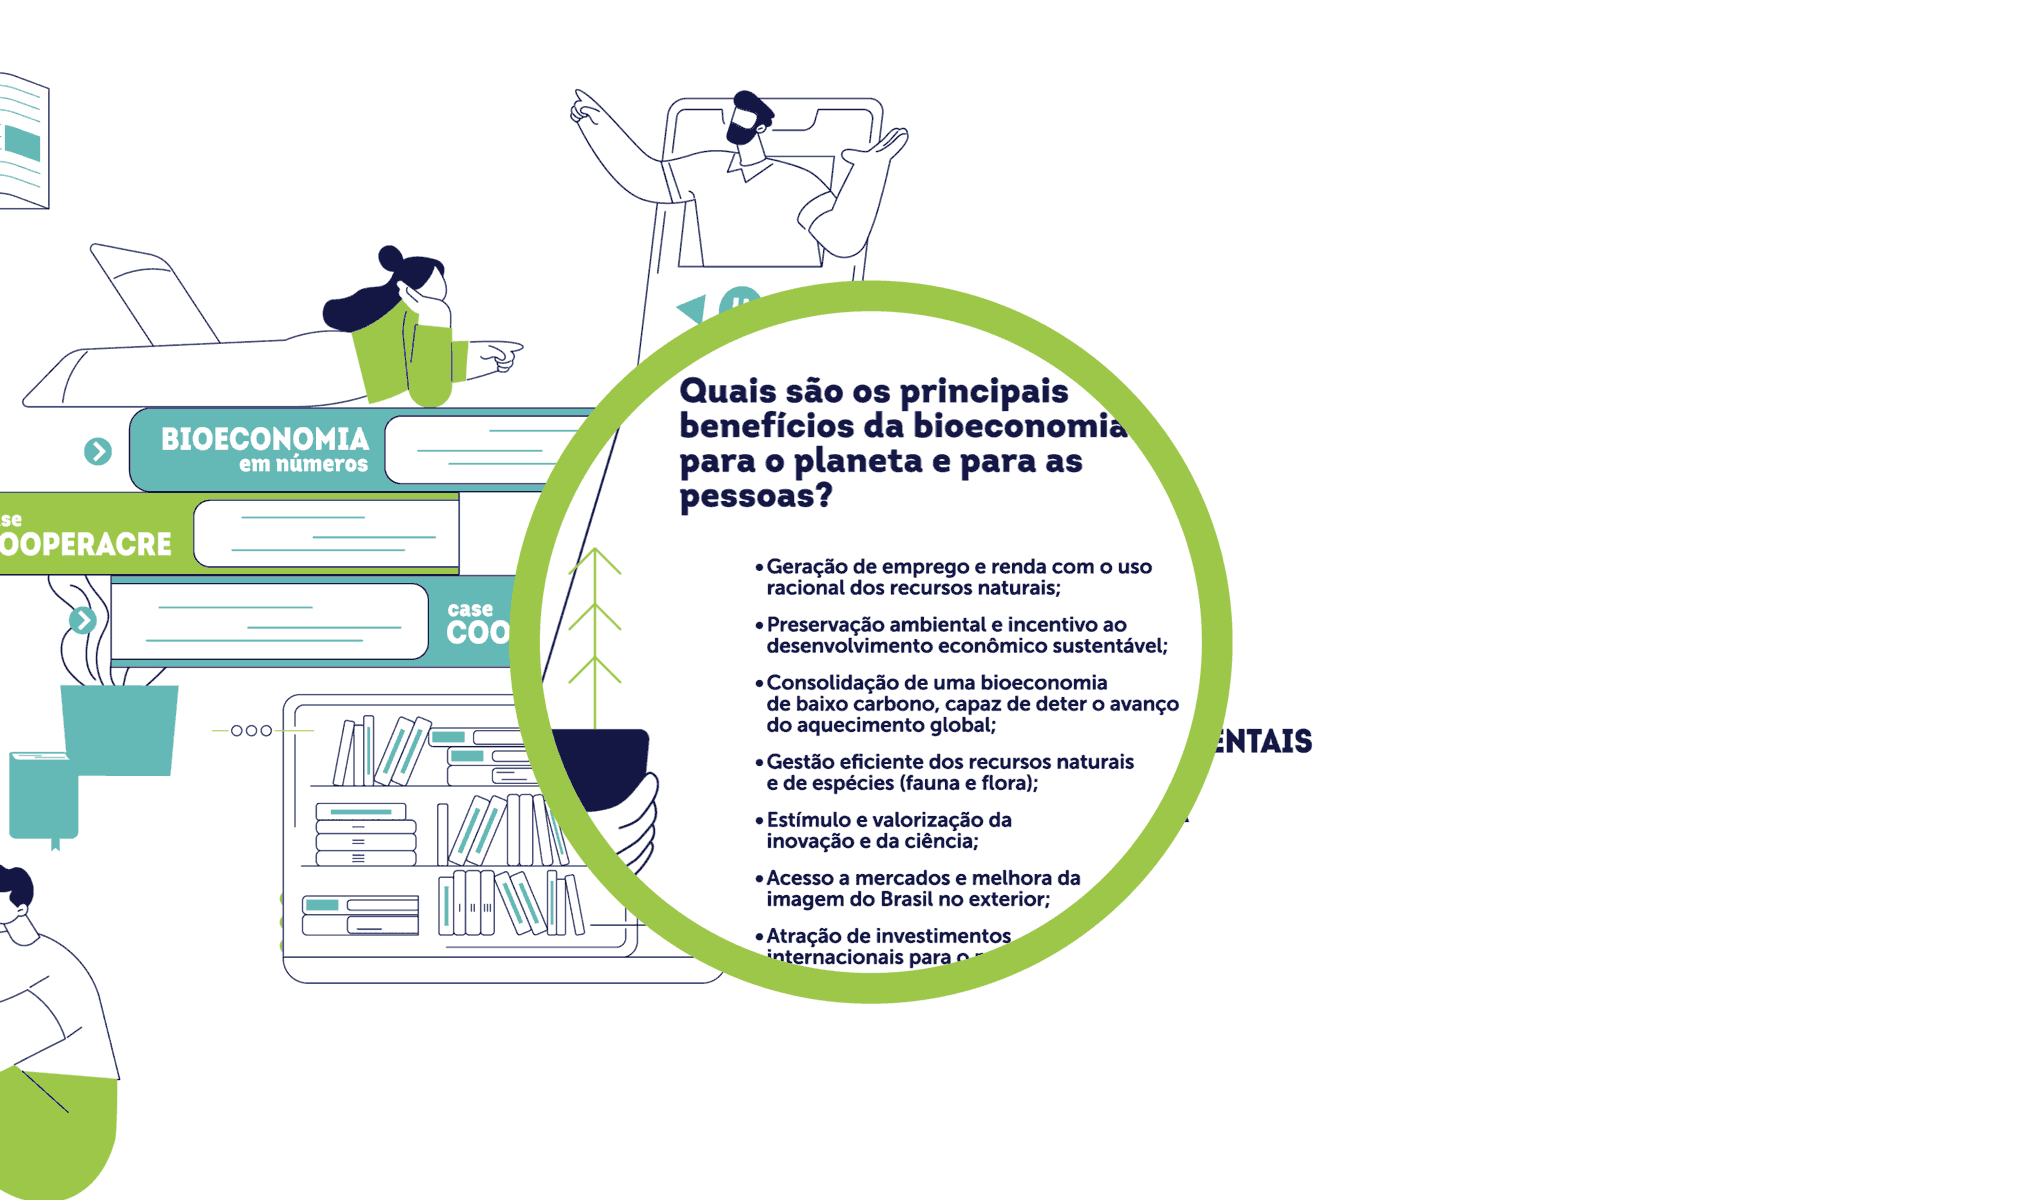 BIOECONOMIA
em números
OOPERACRE
case
COO
Quais são os principais
benefícios da bioeconomia
para o planeta e para as
pessoas?
•Geração de emprego e renda com o uso
racional dos recursos naturais;
•Preservação ambiental e incentivo ao
desenvolvimento econômico sustentável;
•Consolidação de uma bioeconomia
de baixo carbono, capaz de deter o avanço
do aquecimento global;
•Gestão eficiente dos recursos naturais
e de espécies (fauna e flora);
•Estímulo e valorização da
inovação e da ciência;
•Acesso a mercados e melhora da
imagem do Brasil no exterior;
•Atração de investimentos
internacionais para o
ENTAIS